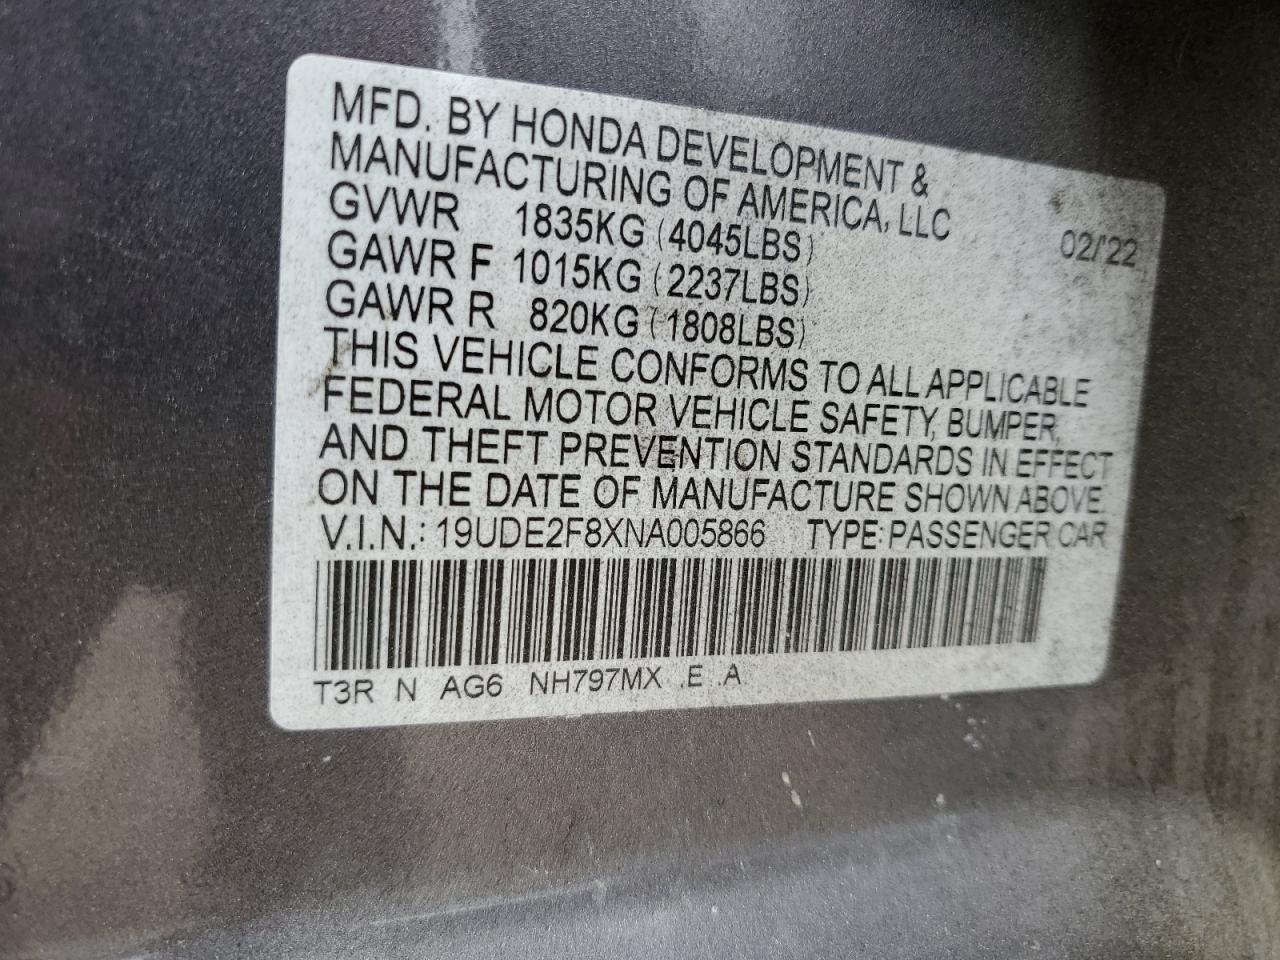 MFD. BY HONDA DEVELOPMENT &
MANUFACTURING OF AMERICA, LLC
GVWR 1835KG (4045LBS) 02/'22
GAWR F 1015KG (2237LBS)
GAWR R 820KG (1808LBS)
THIS VEHICLE CONFORMS TO ALL APPLICABLE
FEDERAL MOTOR VEHICLE SAFETY, BUMPER,
AND THEFT PREVENTION STANDARDS IN EFFECT
ON THE DATE OF MANUFACTURE SHOWN ABOVE.
V.I.N.: 19UDE2F8XNA005866 TYPE: PASSENGER CAR
T3R N AG6 NH797MX .E .A